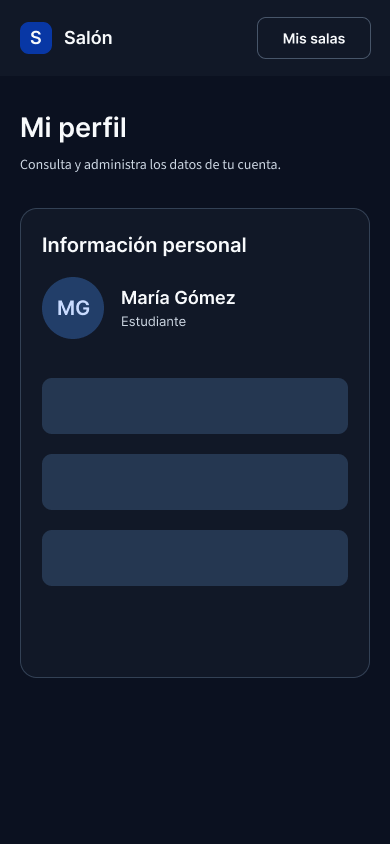 S Salón Mis salas
Mi perfil
Consulta y administra los datos de tu cuenta.
Información personal
MG
María Gómez
Estudiante